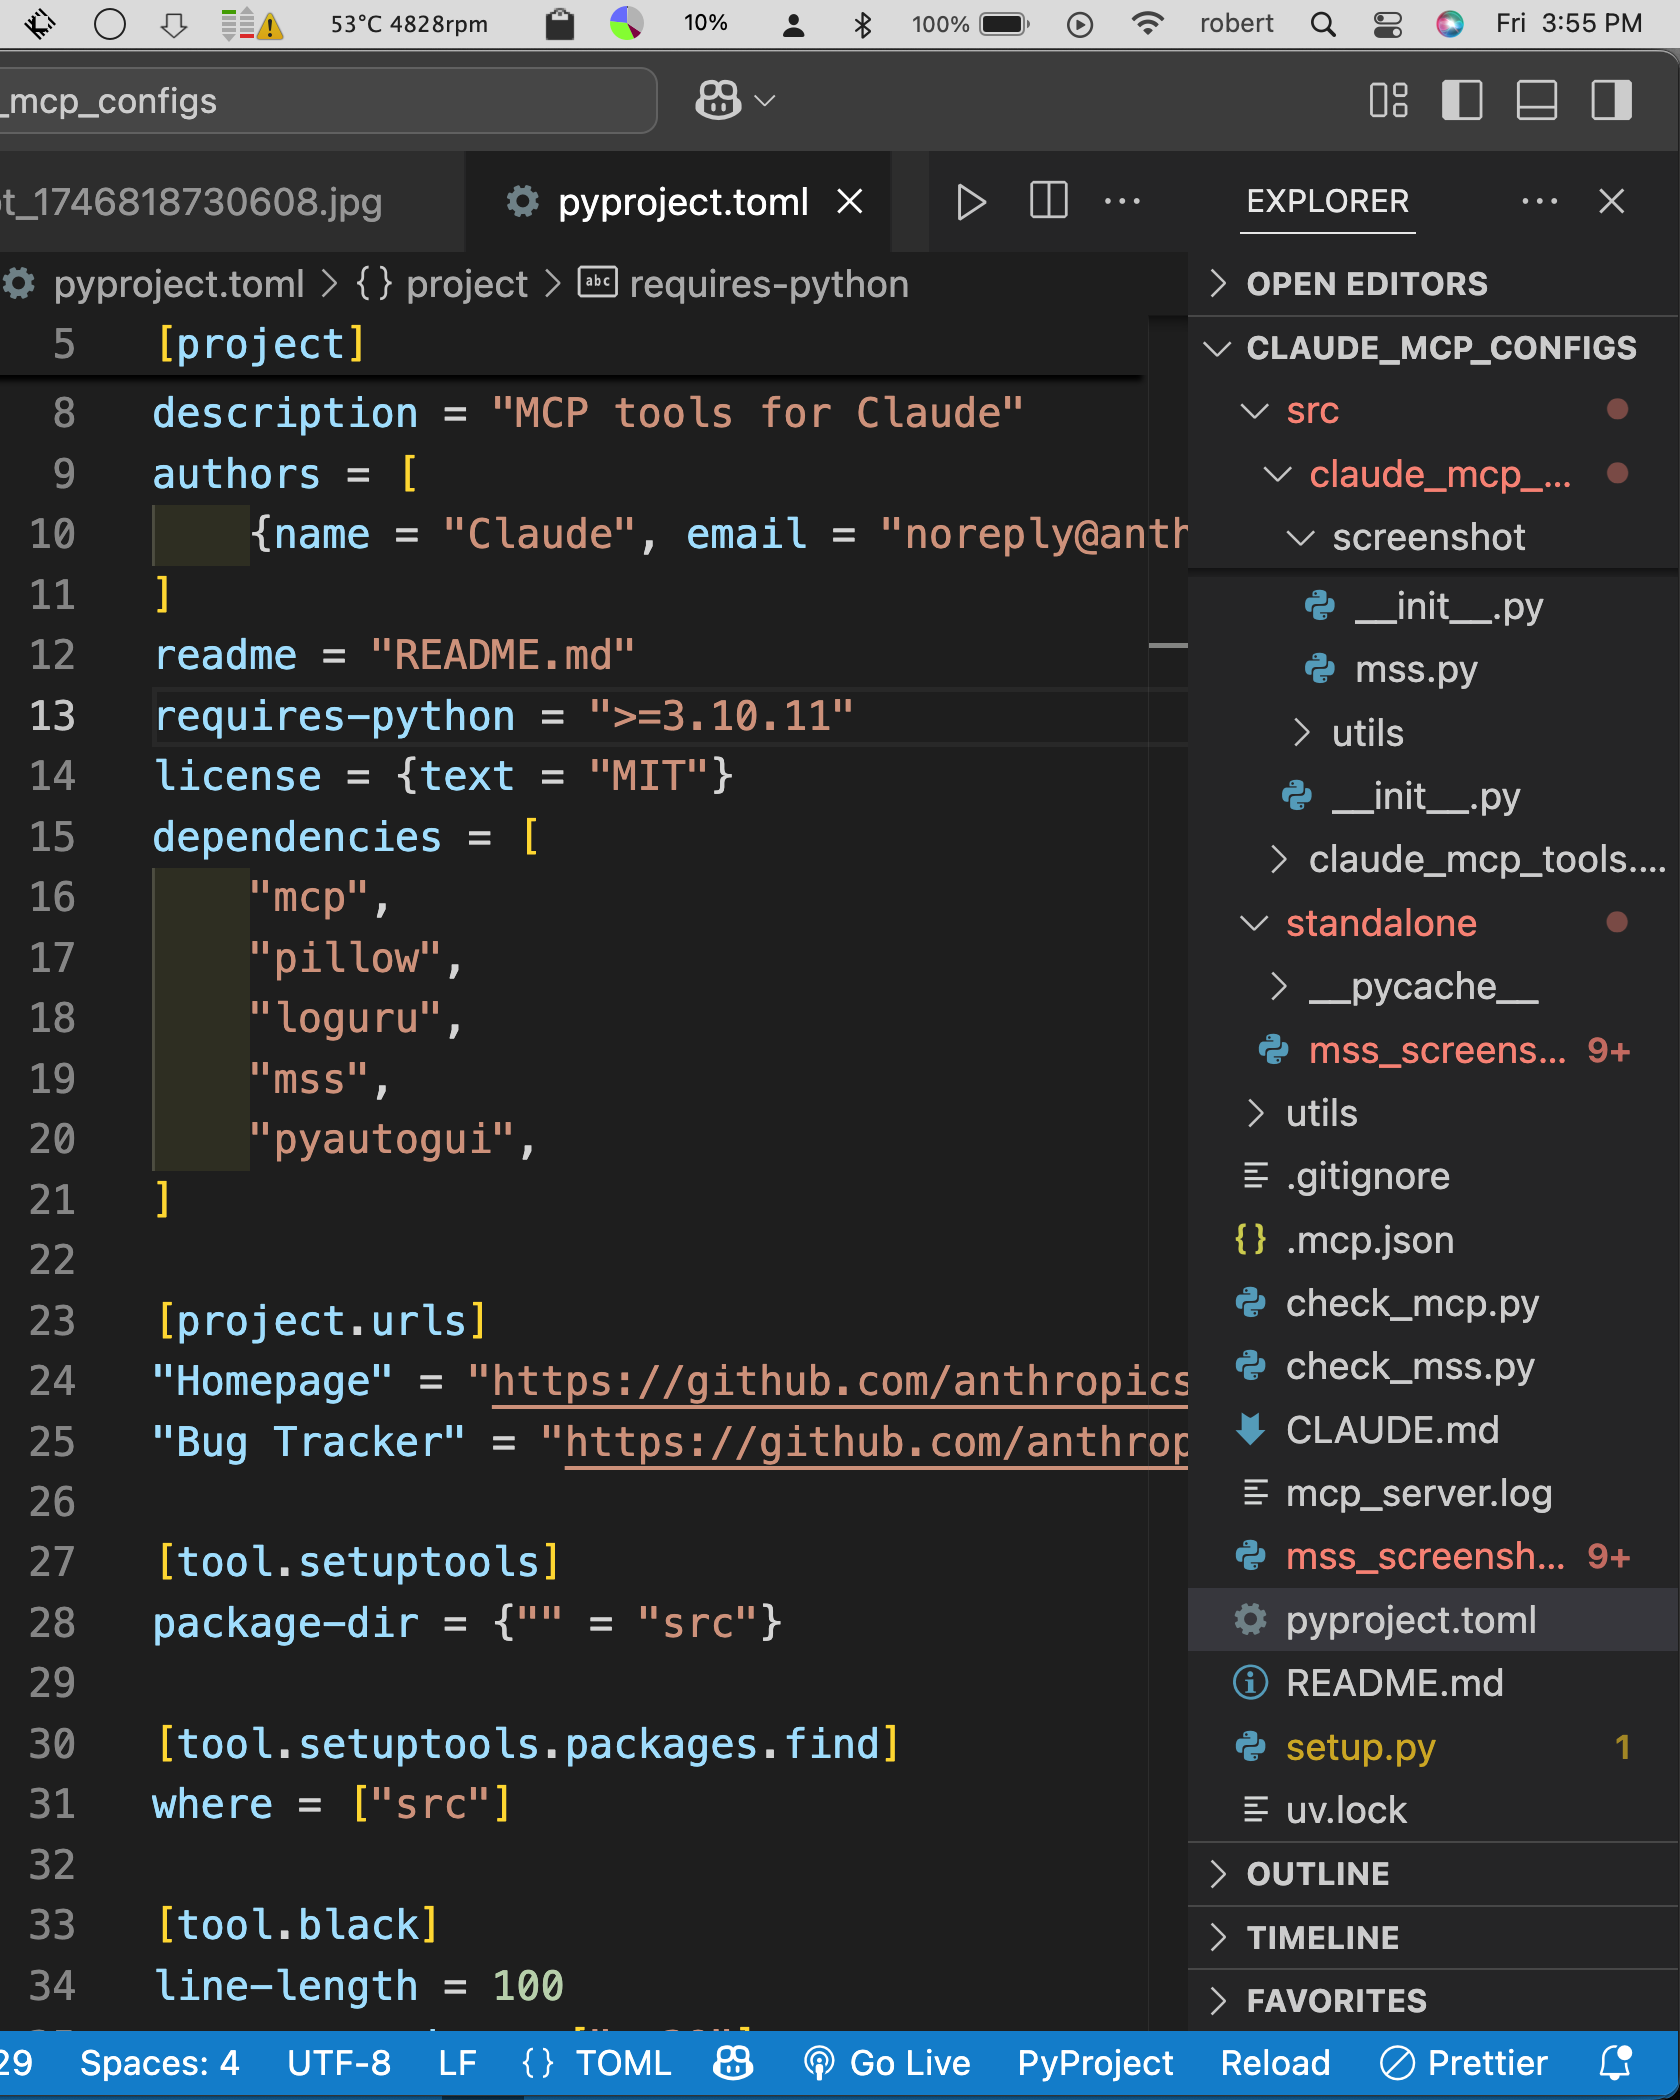 53°C 4828rpm 10% 100% robert Fri 3:55 PM
_mcp_configs
t_1746818730608.jpg pyproject.toml
pyproject.toml > {} project > abc requires-python
5 [project]
8 description = "MCP tools for Claude"
9 authors = [
10 {name = "Claude", email = "noreply@anth
11 ]
12 readme = "README.md"
13 requires-python = ">=3.10.11"
14 license = {text = "MIT"}
15 dependencies = [
16 "mcp",
17 "pillow",
18 "loguru",
19 "mss",
20 "pyautogui",
21 ]
22
23 [project.urls]
24 "Homepage" = "https://github.com/anthropics
25 "Bug Tracker" = "https://github.com/anthrop
26
27 [tool.setuptools]
28 package-dir = {"" = "src"}
29
30 [tool.setuptools.packages.find]
31 where = ["src"]
32
33 [tool.black]
34 line-length = 100
EXPLORER
OPEN EDITORS
CLAUDE_MCP_CONFIGS
src
claude_mcp_...
screenshot
__init__.py
mss.py
utils
__init__.py
claude_mcp_tools....
standalone
__pycache__
mss_screens... 9+
utils
.gitignore
{} .mcp.json
check_mcp.py
check_mss.py
CLAUDE.md
mcp_server.log
mss_screensh... 9+
pyproject.toml
README.md
setup.py 1
uv.lock
OUTLINE
TIMELINE
FAVORITES
29 Spaces: 4 UTF-8 LF {} TOML Go Live PyProject Reload Prettier